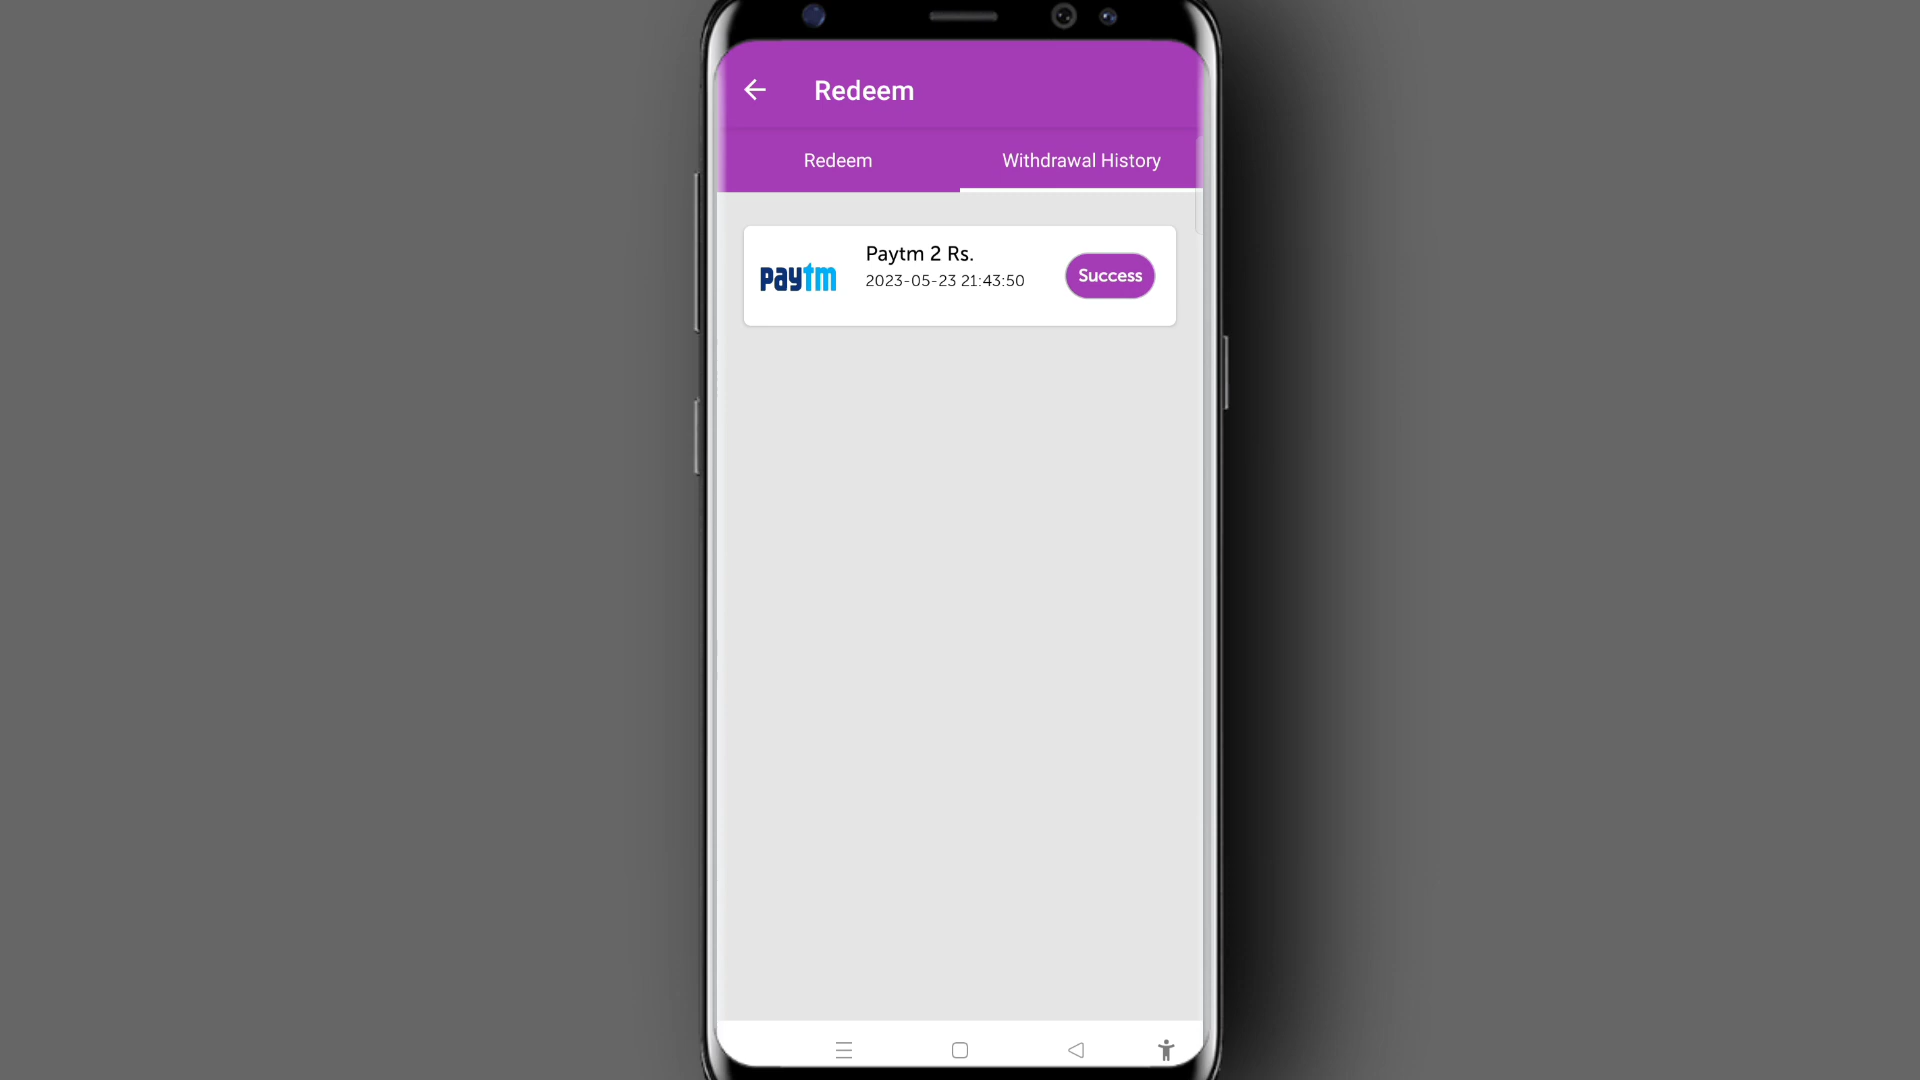 Redeem
Redeem
Withdrawal History
Paytm 2 Rs.
paytm
2023-05-23 21:43:50
Success